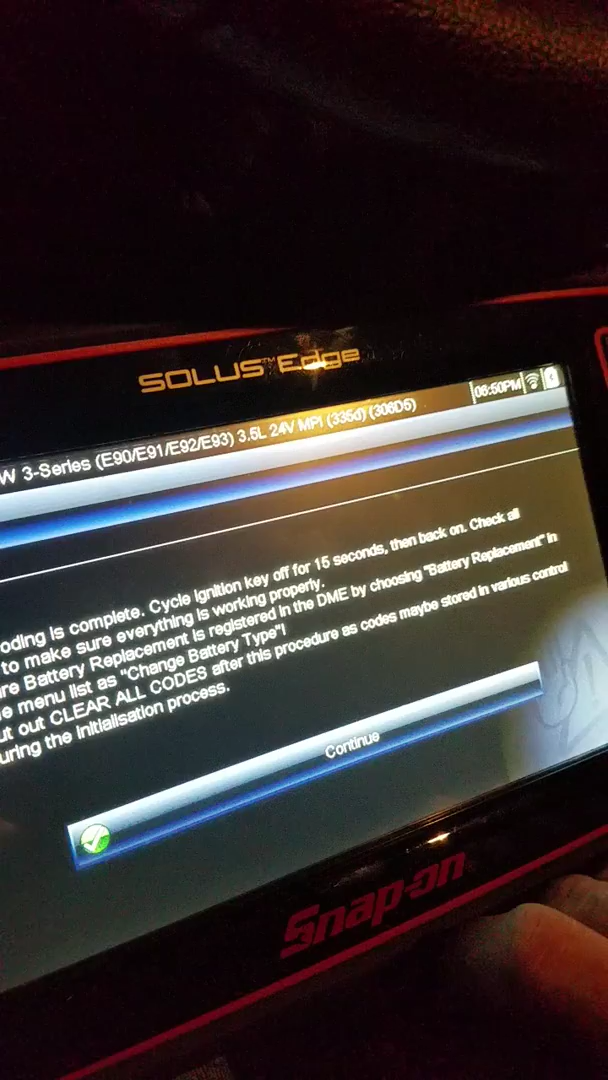 SOLUS™ Edge
W 3-Series (E90/E91/E92/E93) 3.5L 24V MPI (335d) (306D5)
06:50PM
oding is complete. Cycle ignition key off for 15 seconds, then back on. Check all
to make sure everything is working properly.
re Battery Replacement is registered in the DME by choosing "Battery Replacement" in
e menu list as "Change Battery Type"!
ut out CLEAR ALL CODES after this procedure as codes maybe stored in various control
uring the initialisation process.
Continue
Snap-on